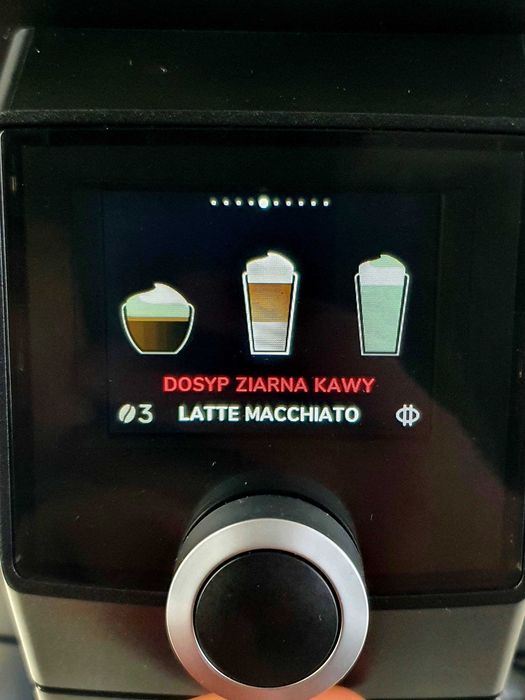 DOSYP ZIARNA KAWY
3 LATTE MACCHIATO